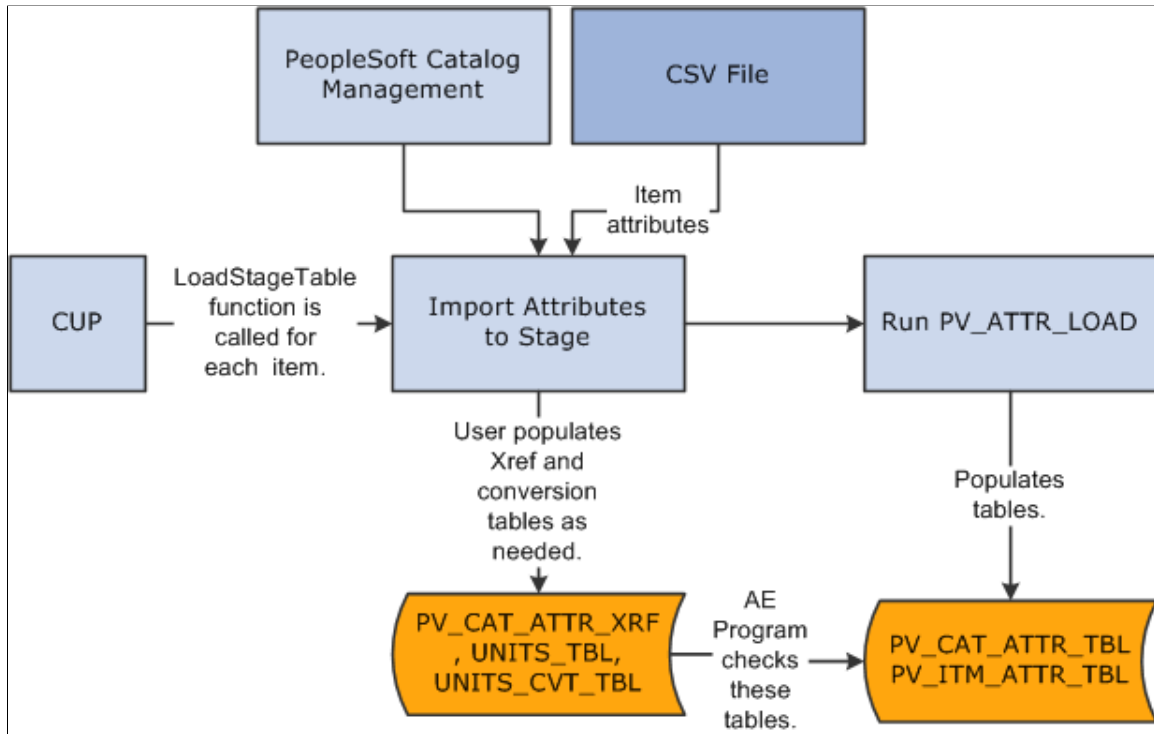 PeopleSoft Catalog
Management
CSV File
Item
attributes
CUP
LoadStageTable
function is
called for
each item.
Import Attributes
to Stage
Run PV_ATTR_LOAD
User populates
Xref and
conversion
tables as
needed.
Populates
tables.
PV_CAT_ATTR_XRF
, UNITS_TBL,
UNITS_CVT_TBL
AE
Program
checks
these
tables.
PV_CAT_ATTR_TBL
PV_ITM_ATTR_TBL